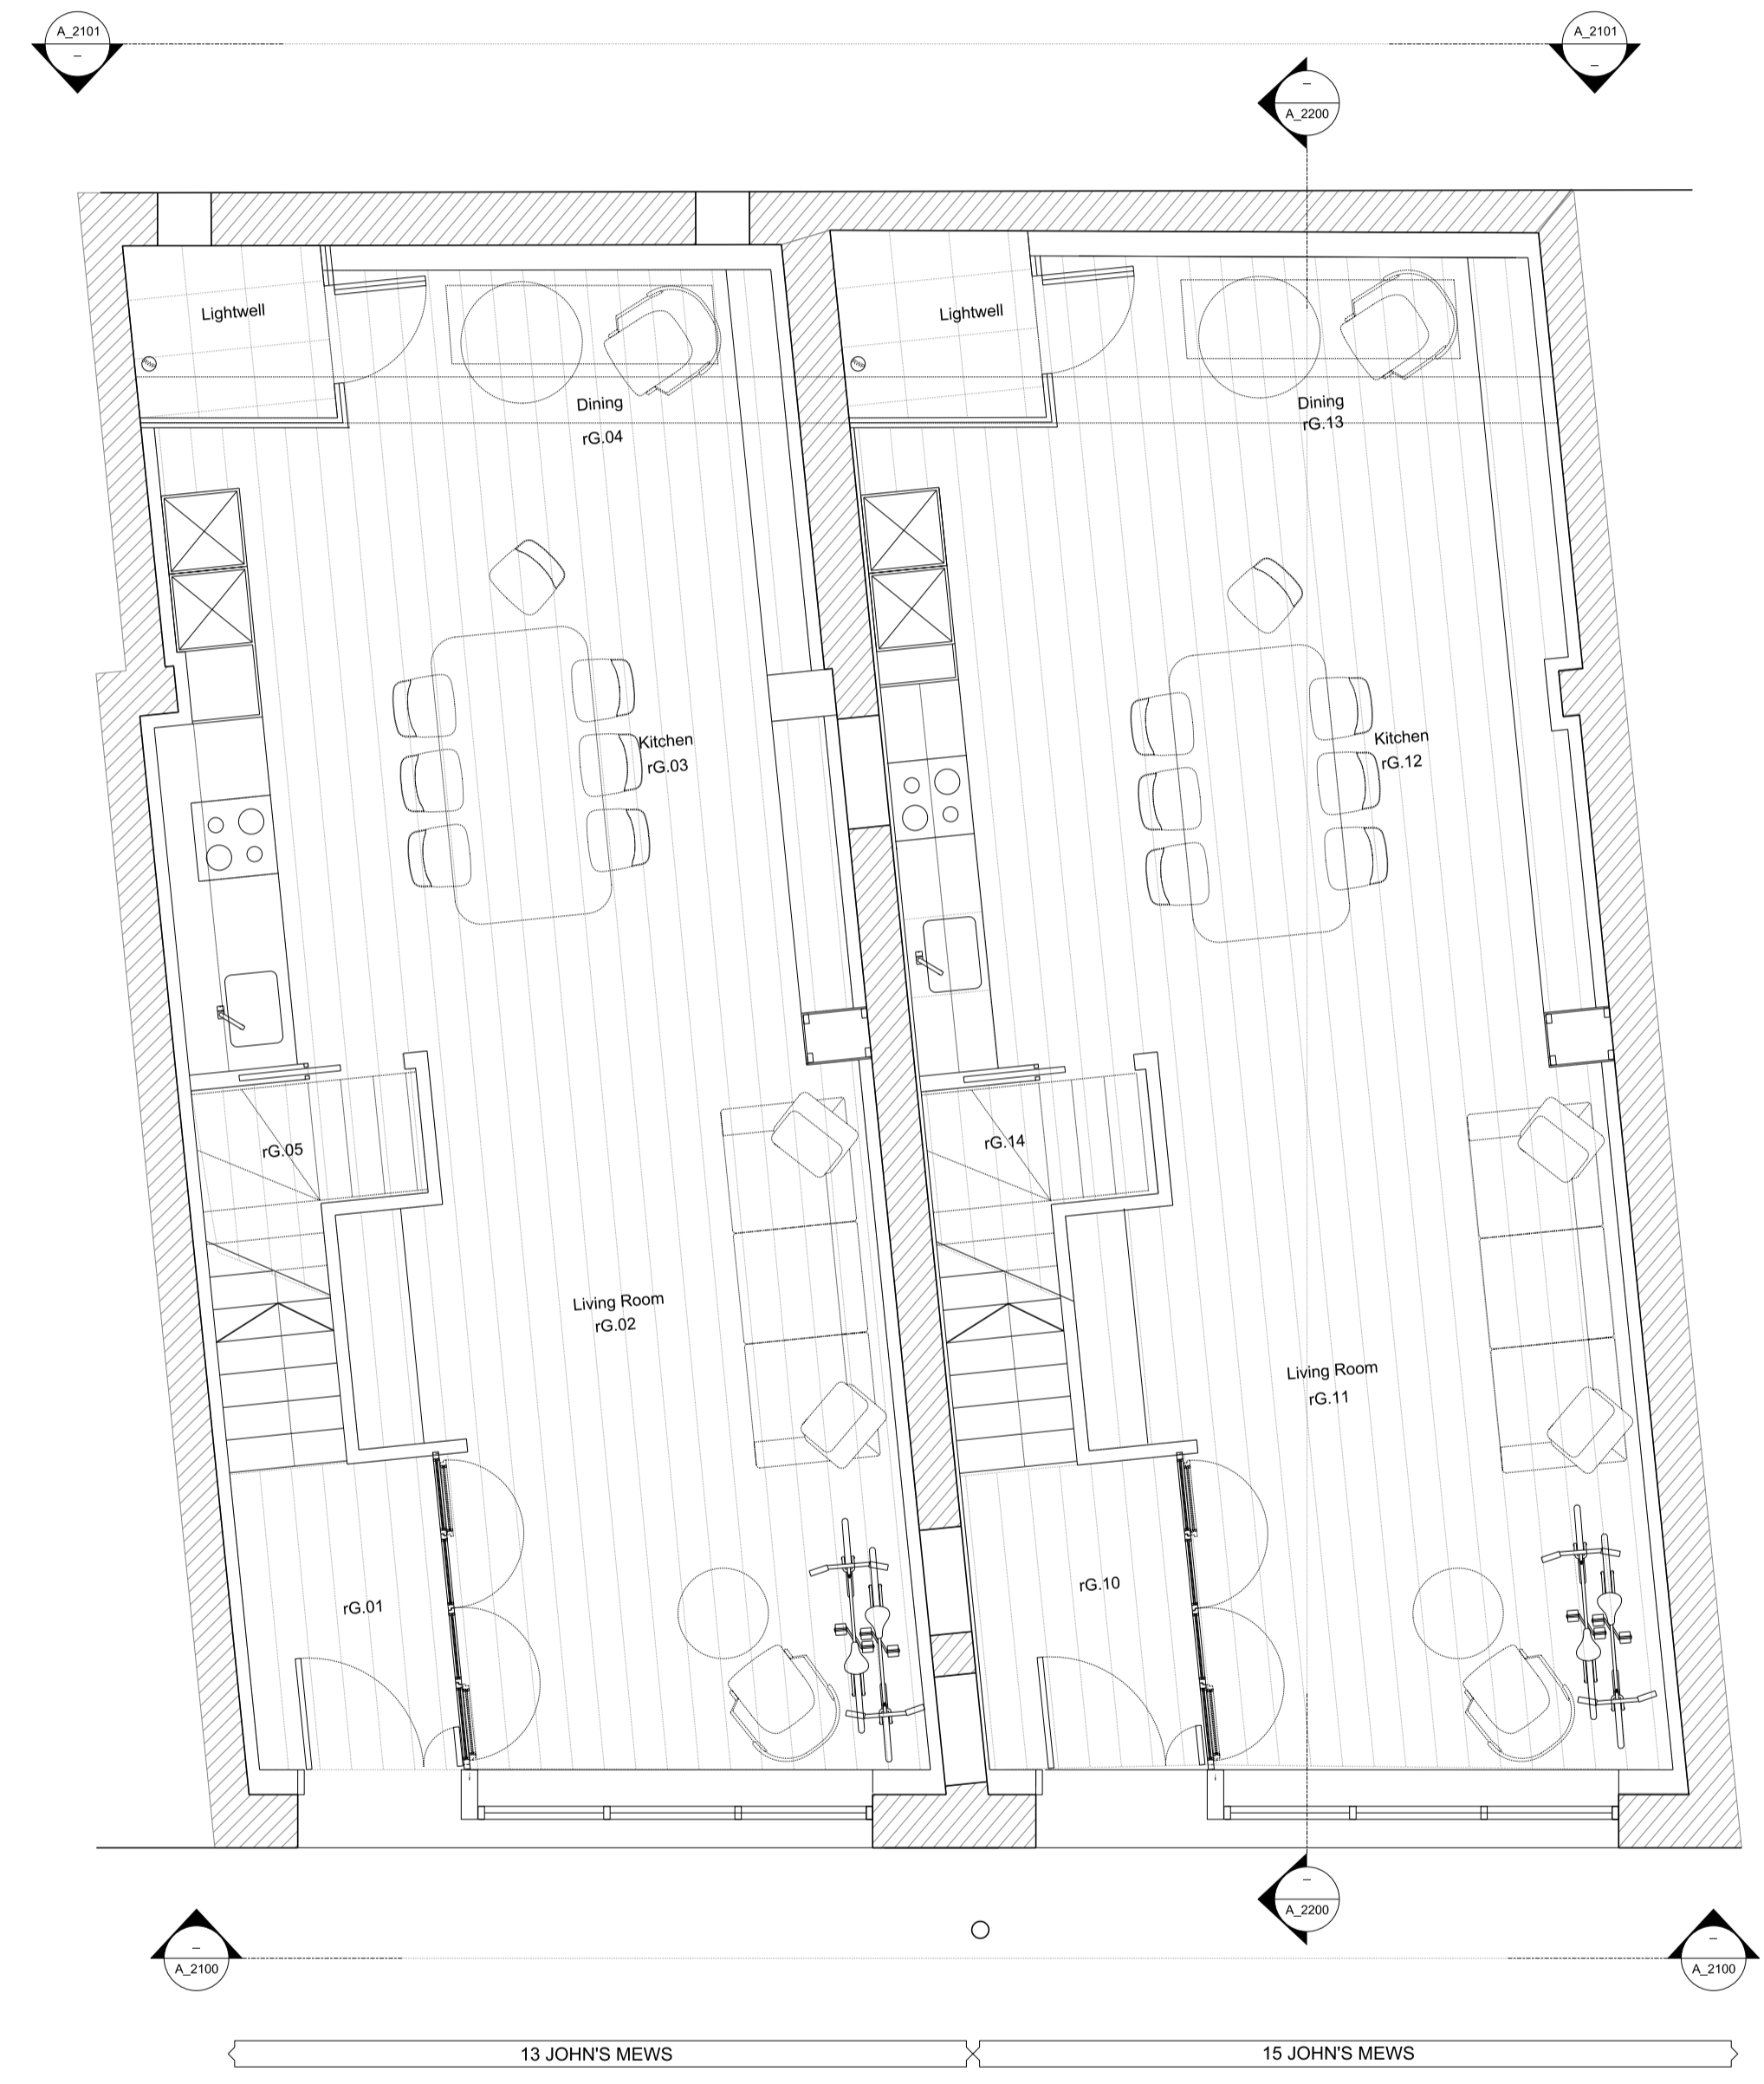 A_2101
–
A_2101
–
–
A_2200
Lightwell
Lightwell
Dining
rG.04
Dining
rG.13
Kitchen
rG.03
Kitchen
rG.12
rG.05
rG.14
Living Room
rG.02
Living Room
rG.11
rG.01
rG.10
–
A_2200
–
A_2100
–
A_2100
13 JOHN'S MEWS
15 JOHN'S MEWS